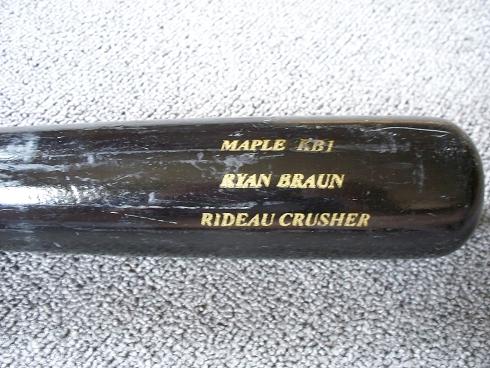 MAPLE KB1
RYAN BRAUN
RIDEAU CRUSHER